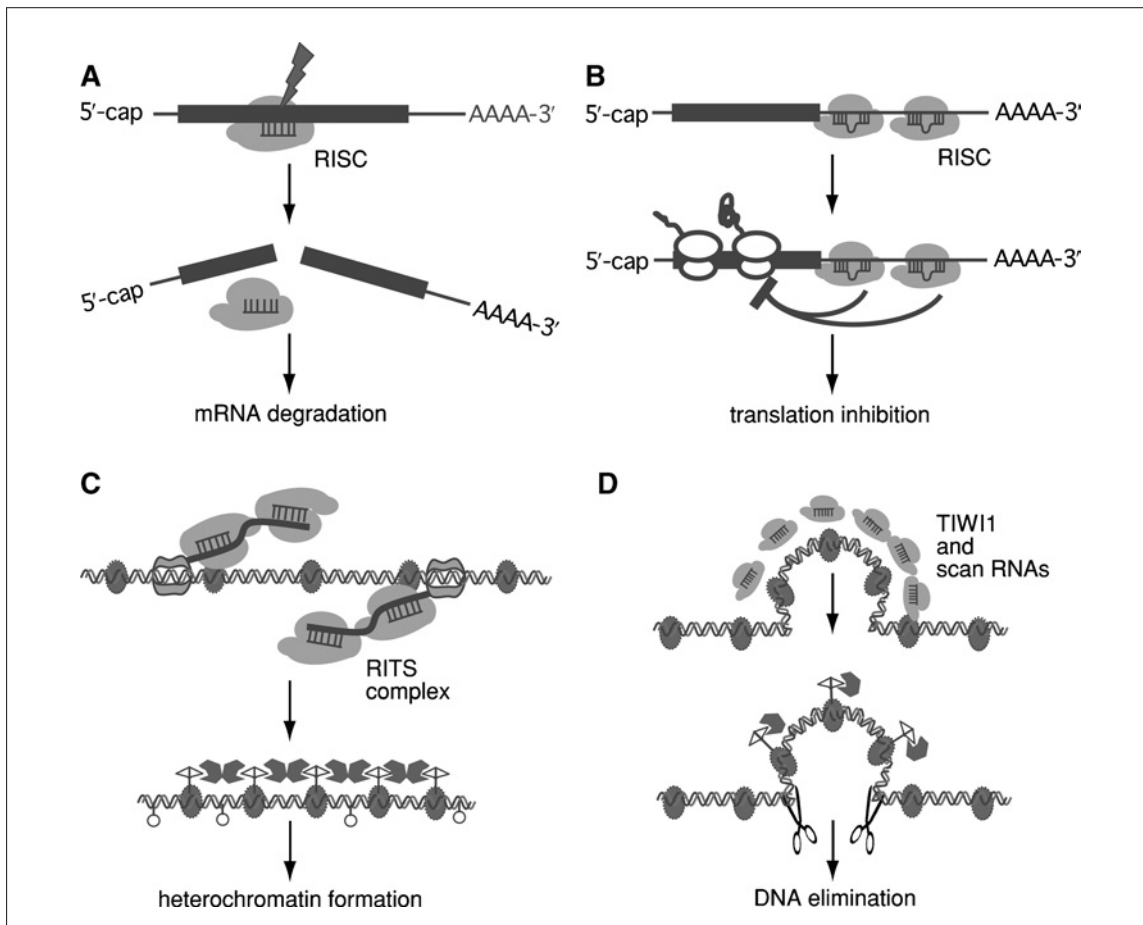 A
5′-cap
AAAA-3′
RISC
5′-cap
AAAA-3′
mRNA degradation
B
5′-cap
AAAA-3′
RISC
5′-cap
AAAA-3′
translation inhibition
C
RITS
complex
heterochromatin formation
D
TIWI1
and
scan RNAs
DNA elimination